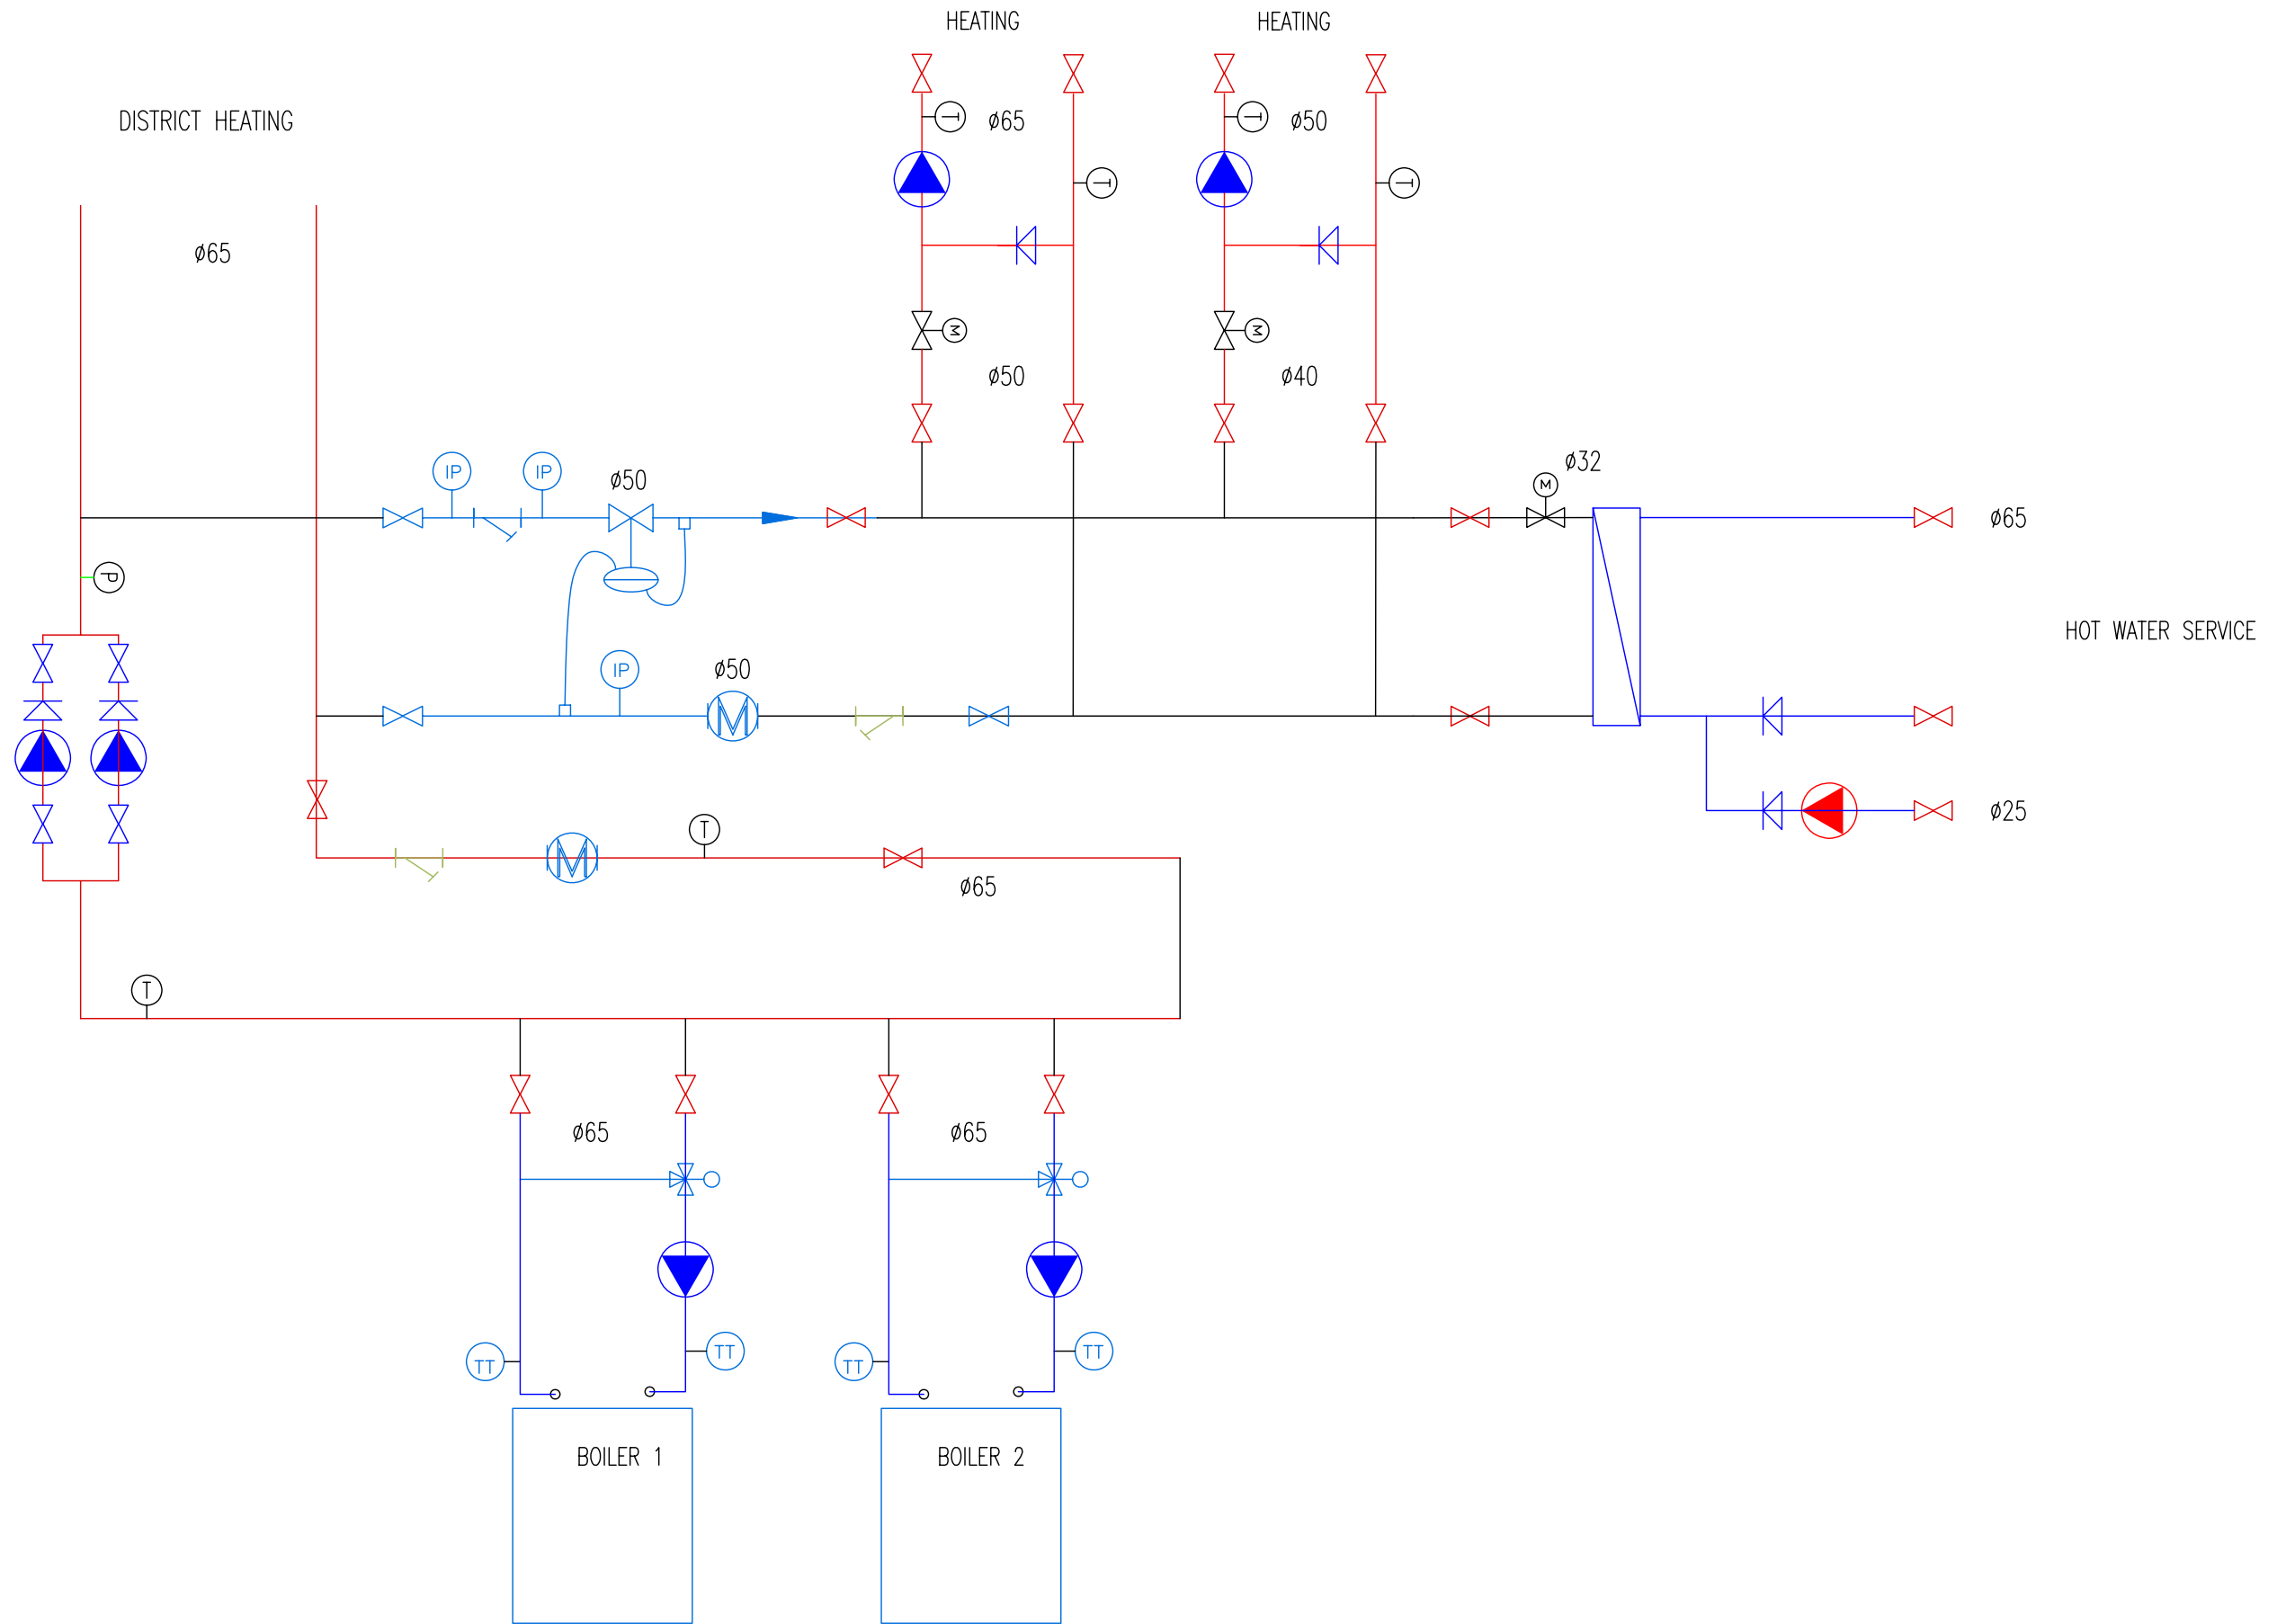 HEATING
HEATING
DISTRICT HEATING
T
T
ø65
ø50
T
T
ø65
M
M
ø50
ø40
IP
IP
ø50
M
ø32
ø65
P
HOT WATER SERVICE
IP
ø50
M
T
ø25
M
ø65
T
ø65
ø65
TT
TT
TT
TT
BOILER 1
BOILER 2